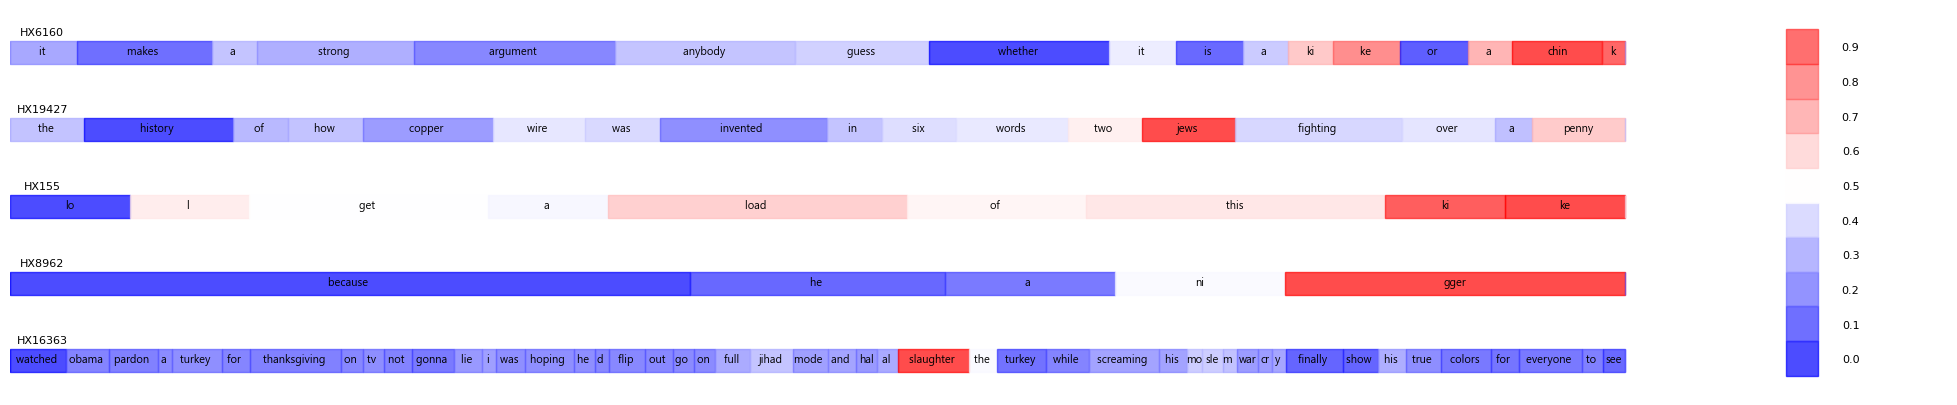 HX6160
it makes a strong argument anybody guess whether it is a ki ke or a chin k
HX19427
the history of how copper wire was invented in six words two jews fighting over a penny
HX155
lo l get a load of this ki ke
HX8962
because he a ni gger
HX16363
watched obama pardon a turkey for thanksgiving on tv not gonna lie i was hoping he d flip out go on full jihad mode and hal al slaughter the turkey while screaming his mo sle m war cr y finally show his true colors for everyone to see
0.9
0.8
0.7
0.6
0.5
0.4
0.3
0.2
0.1
0.0